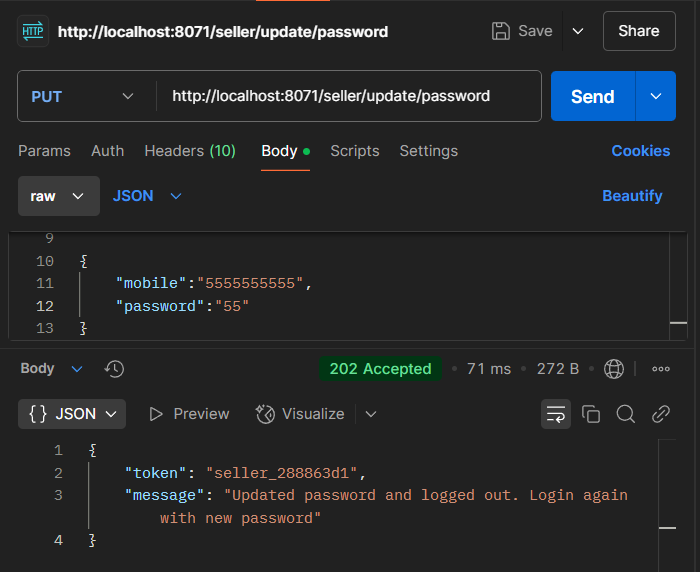 HTTP http://localhost:8071/seller/update/password Save Share
PUT http://localhost:8071/seller/update/password Send
Params Auth Headers (10) Body Scripts Settings Cookies
raw JSON Beautify
9
10 {
11 "mobile":"5555555555",
12 "password":"55"
13 }
Body 202 Accepted • 71 ms • 272 B •
{} JSON Preview Visualize
1 {
2 "token": "seller_288863d1",
3 "message": "Updated password and logged out. Login again
with new password"
4 }